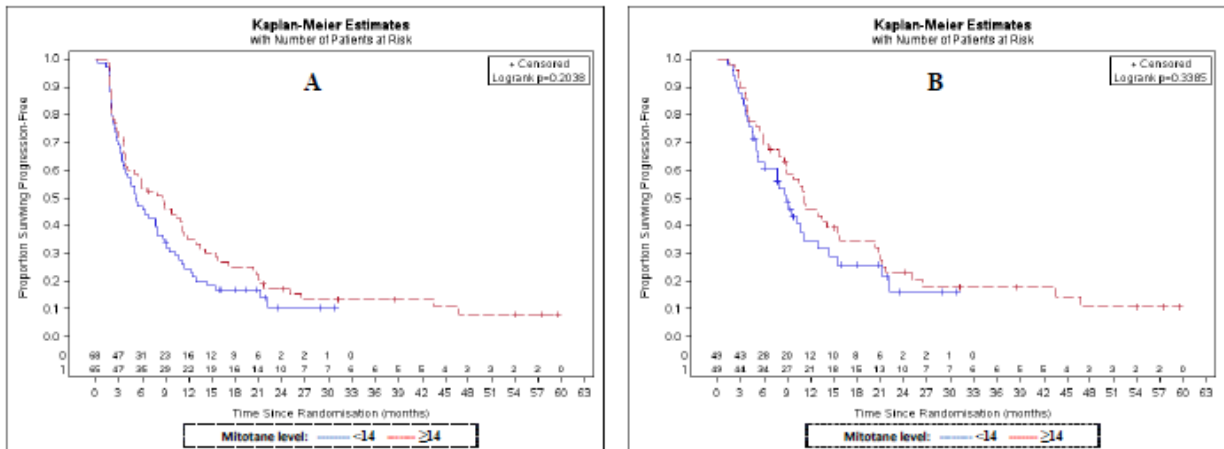 Kaplan-Meier Estimates
with Number of Patients at Risk
+ Censored
Logrank p=0.2038
A
Proportion Surviving Progression-Free
1.0
0.9
0.8
0.7
0.6
0.5
0.4
0.3
0.2
0.1
0.0
0 68 47 31 23 16 12 9 6 2 2 1 0
1 65 47 35 29 22 19 16 14 10 7 7 6 6 5 5 4 3 3 2 2 0
0 3 6 9 12 15 18 21 24 27 30 33 36 39 42 45 48 51 54 57 60 63
Time Since Randomisation (months)
Mitotane level: <14 ≥14
Kaplan-Meier Estimates
with Number of Patients at Risk
+ Censored
Logrank p=0.3385
B
Proportion Surviving Progression-Free
1.0
0.9
0.8
0.7
0.6
0.5
0.4
0.3
0.2
0.1
0.0
0 49 43 28 20 12 10 8 6 2 2 1 0
1 49 44 34 27 21 18 15 13 10 7 7 6 6 5 5 4 3 3 2 2 0
0 3 6 9 12 15 18 21 24 27 30 33 36 39 42 45 48 51 54 57 60 63
Time Since Randomisation (months)
Mitotane level: <14 ≥14